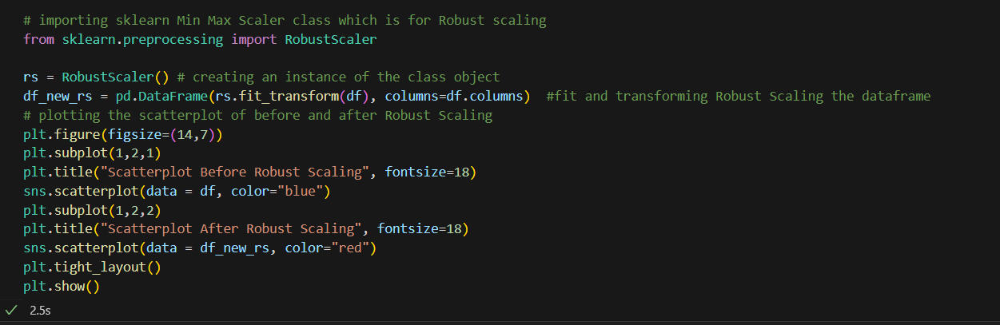 # importing sklearn Min Max Scaler class which is for Robust scaling
from sklearn.preprocessing import RobustScaler
rs = RobustScaler() # creating an instance of the class object
df_new_rs = pd.DataFrame(rs.fit_transform(df), columns=df.columns)  #fit and transforming Robust Scaling the dataframe
# plotting the scatterplot of before and after Robust Scaling
plt.figure(figsize=(14,7))
plt.subplot(1,2,1)
plt.title("Scatterplot Before Robust Scaling", fontsize=18)
sns.scatterplot(data = df, color="blue")
plt.subplot(1,2,2)
plt.title("Scatterplot After Robust Scaling", fontsize=18)
sns.scatterplot(data = df_new_rs, color="red")
plt.tight_layout()
plt.show()
2.5s